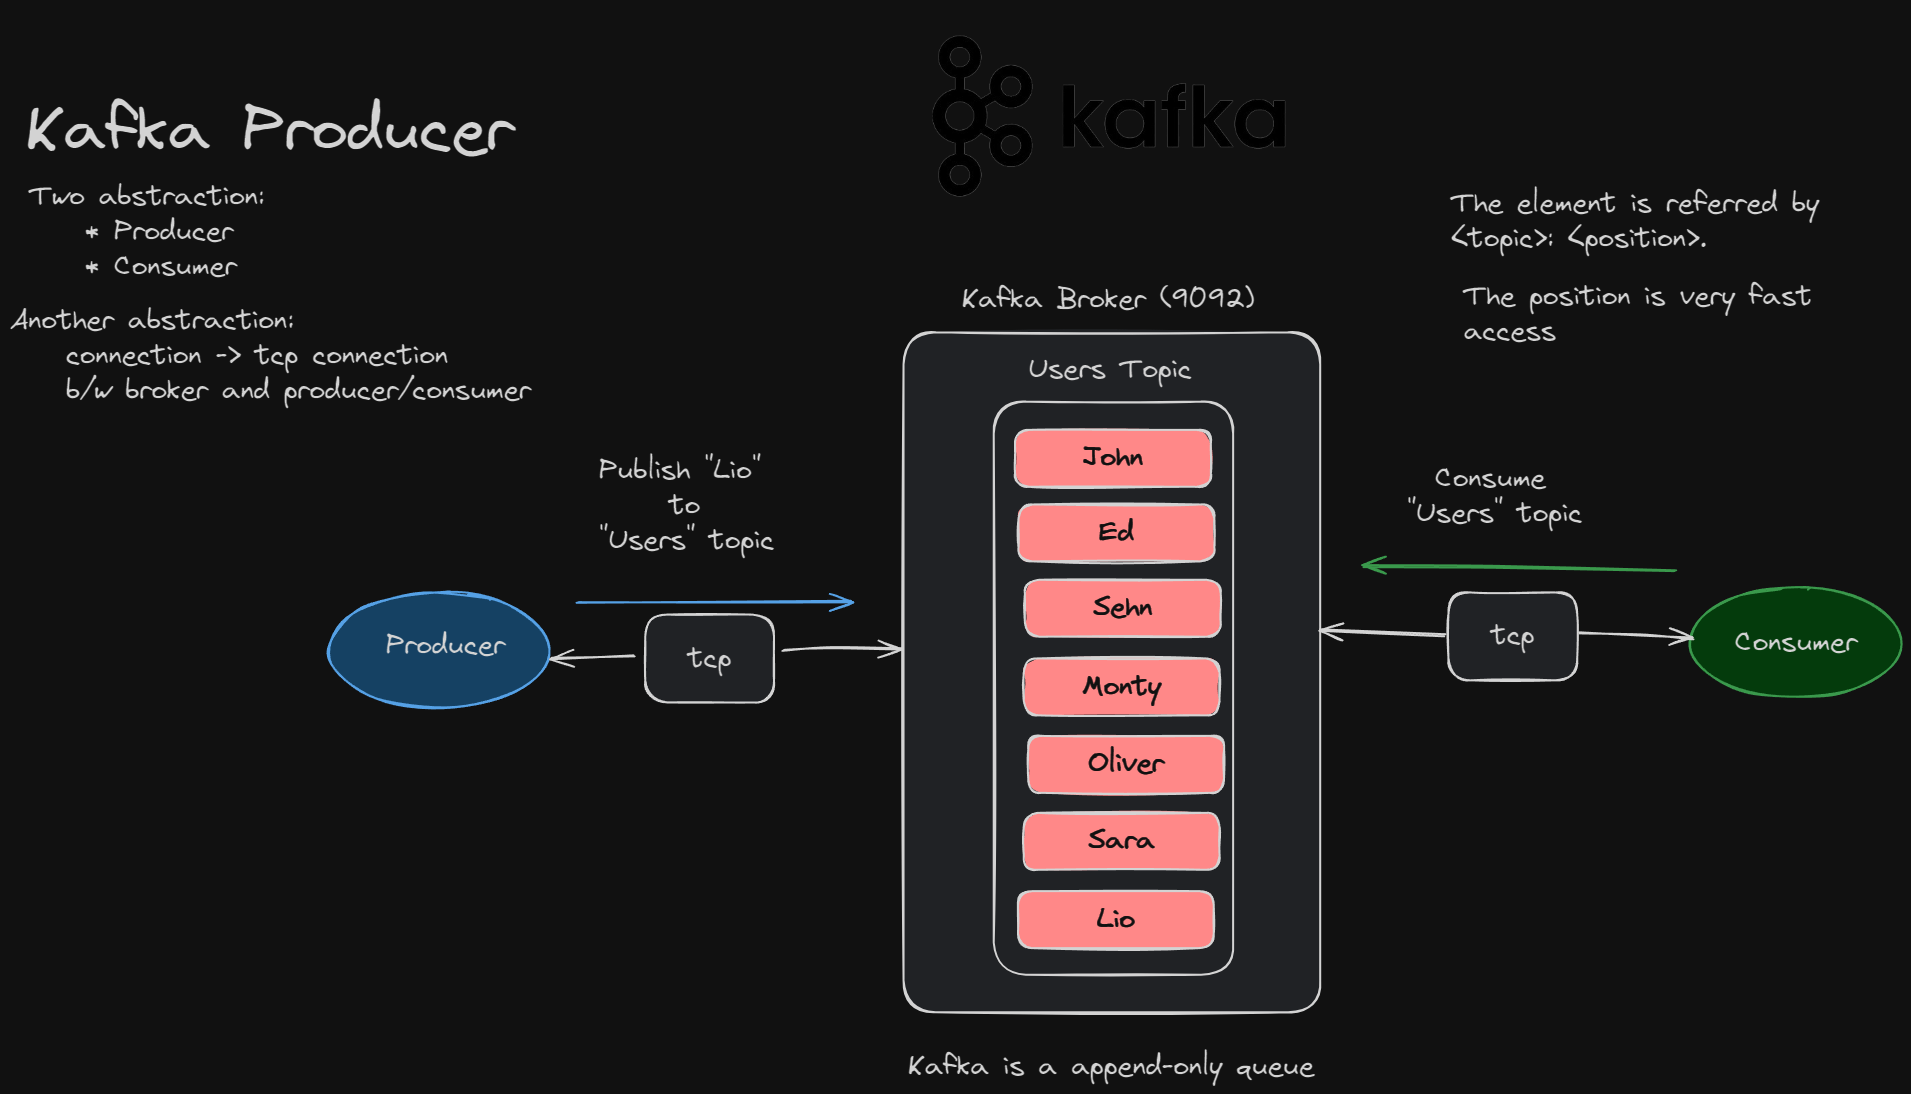 kafka
Kafka Producer
Two abstraction:
* Producer
* Consumer
Another abstraction:
connection -> tcp connection
b/w broker and producer/consumer
The element is referred by
<topic>: <position>.
The position is very fast
access
Kafka Broker (9092)
Users Topic
John
Ed
Sehn
Monty
Oliver
Sara
Lio
Publish "Lio"
to
"Users" topic
Producer
tcp
Consume
"Users" topic
tcp
Consumer
Kafka is a append-only queue